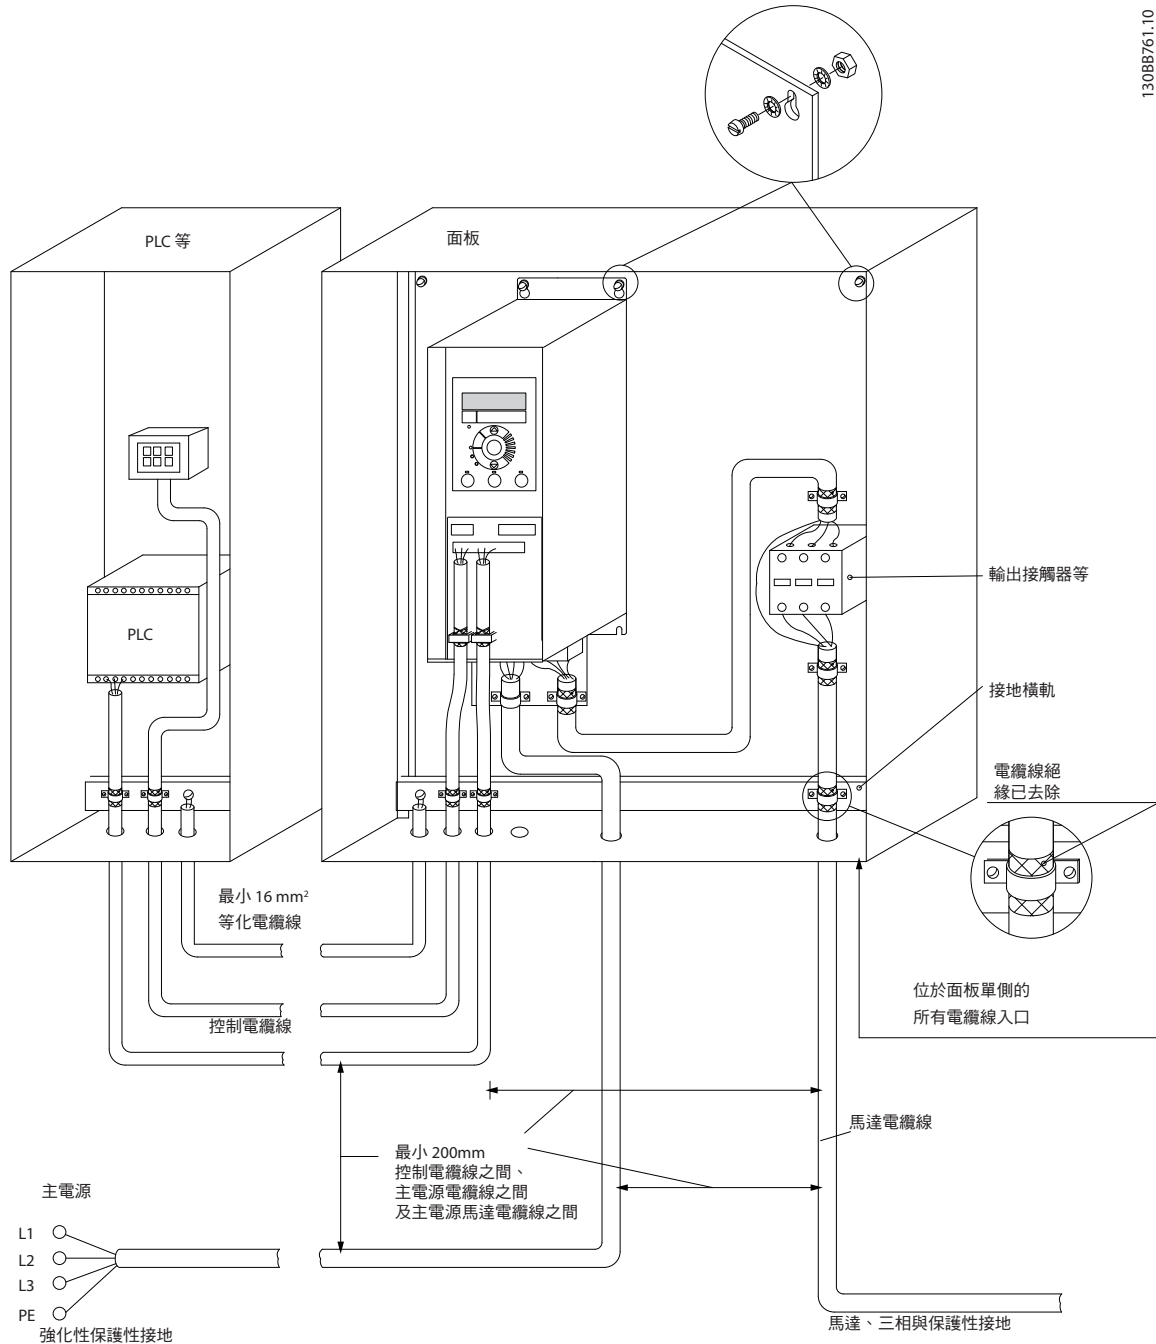 130BB761.10
PLC 等
面板
PLC
輸出接觸器等
接地橫軌
電纜線絕
緣已去除
最小 16 mm²
等化電纜線
控制電纜線
位於面板單側的
所有電纜線入口
馬達電纜線
最小 200mm
控制電纜線之間、
主電源電纜線之間
及主電源馬達電纜線之間
主電源
L1
L2
L3
PE
強化性保護性接地
馬達、三相與保護性接地